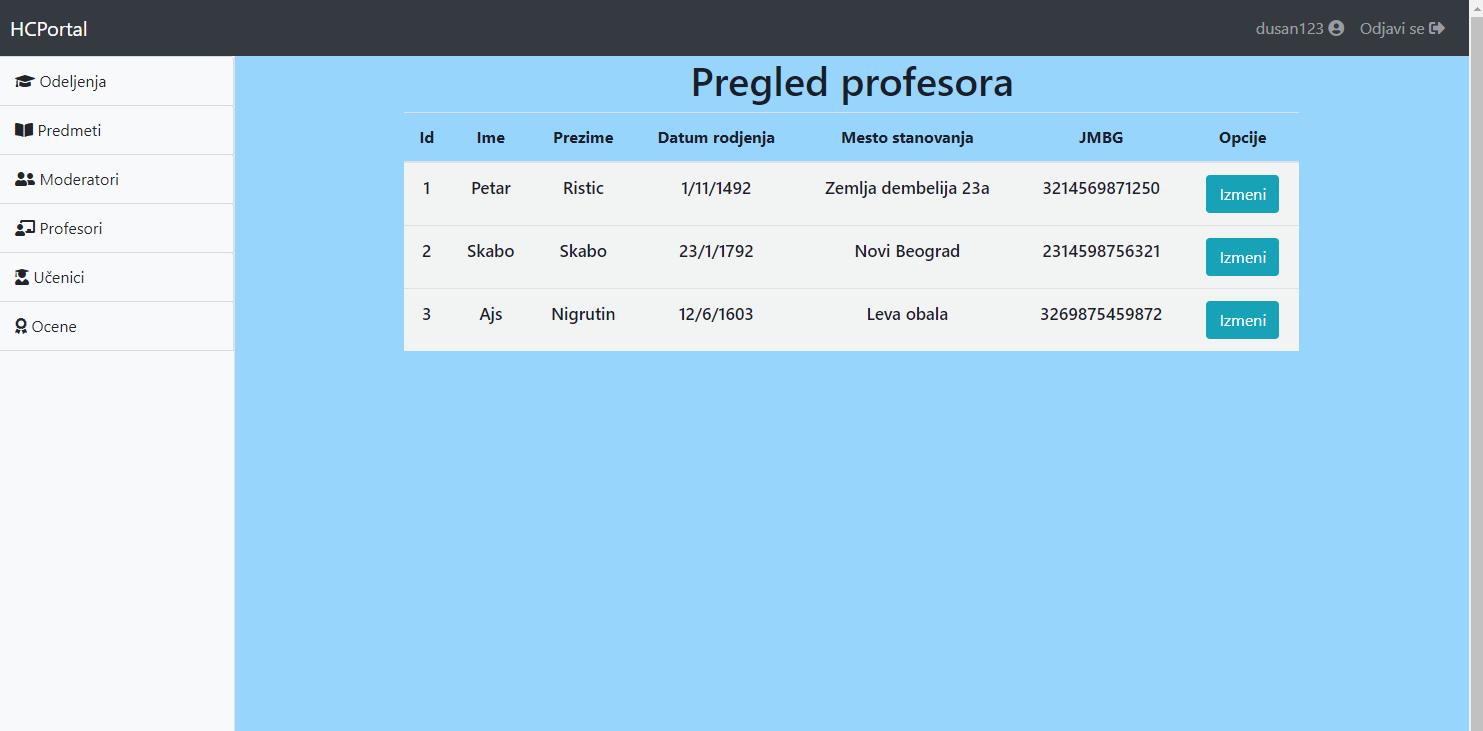 HCPortal
dusan123 Odjavi se
Odeljenja
Predmeti
Moderatori
Profesori
Učenici
Ocene
Pregled profesora
Id Ime Prezime Datum rodjenja Mesto stanovanja JMBG Opcije
1 Petar Ristic 1/11/1492 Zemlja dembelija 23a 3214569871250 Izmeni
2 Skabo Skabo 23/1/1792 Novi Beograd 2314598756321 Izmeni
3 Ajs Nigrutin 12/6/1603 Leva obala 3269875459872 Izmeni